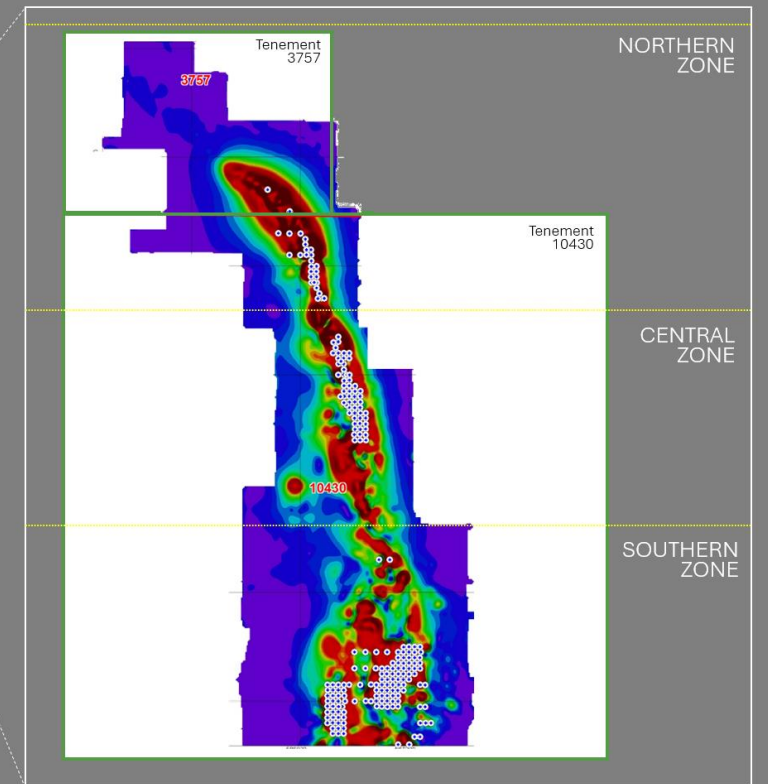 NORTHERN
ZONE
Tenement
3757
3757
Tenement
10430
CENTRAL
ZONE
10430
SOUTHERN
ZONE